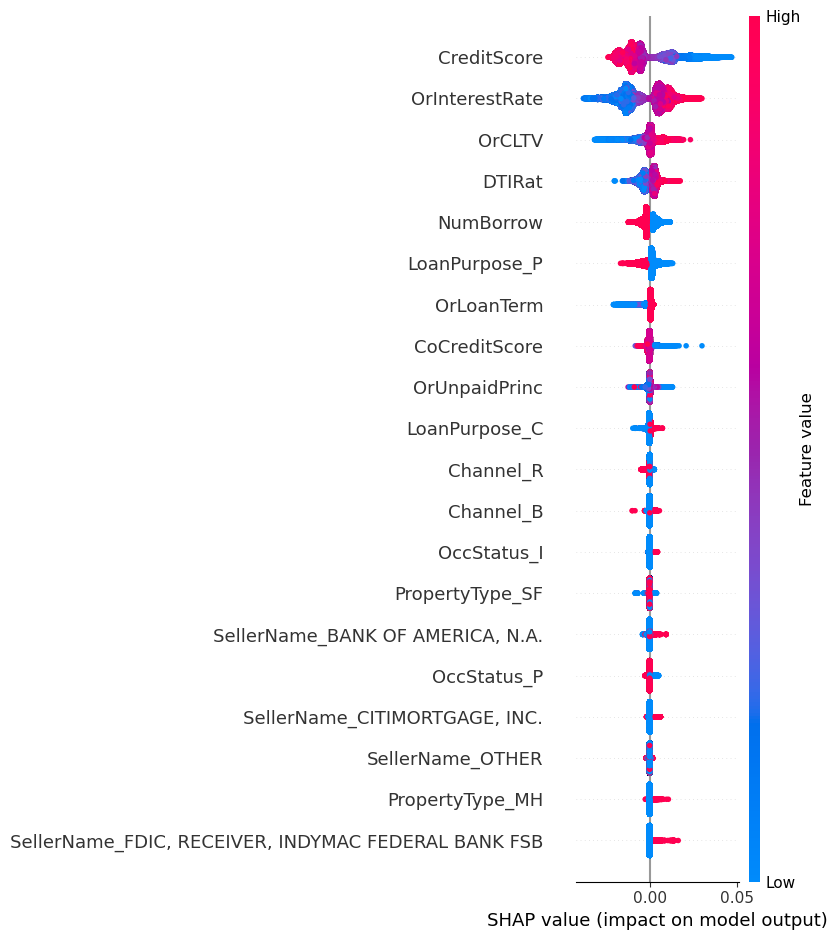 High
CreditScore
OrInterestRate
OrCLTV
DTIRat
NumBorrow
LoanPurpose_P
OrLoanTerm
CoCreditScore
OrUnpaidPrinc
LoanPurpose_C
Channel_R
Channel_B
OccStatus_I
PropertyType_SF
SellerName_BANK OF AMERICA, N.A.
OccStatus_P
SellerName_CITIMORTGAGE, INC.
SellerName_OTHER
PropertyType_MH
SellerName_FDIC, RECEIVER, INDYMAC FEDERAL BANK FSB
Feature value
Low
0.00 0.05
SHAP value (impact on model output)